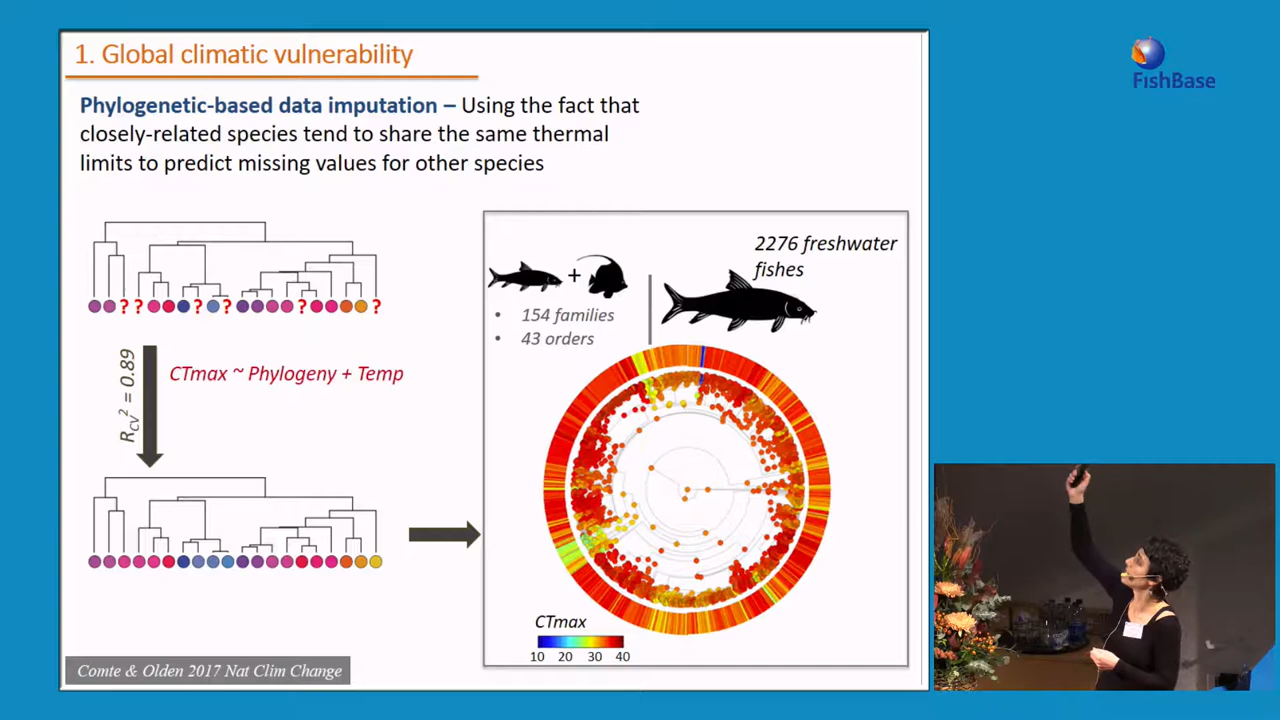 1. Global climatic vulnerability
FishBase
Phylogenetic-based data imputation – Using the fact that
closely-related species tend to share the same thermal
limits to predict missing values for other species
2276 freshwater
fishes
+
• 154 families
• 43 orders
? ? ? ? ? ?
R_CV² = 0.89
CTmax ~ Phylogeny + Temp
CTmax
10 20 30 40
Comte & Olden 2017 Nat Clim Change